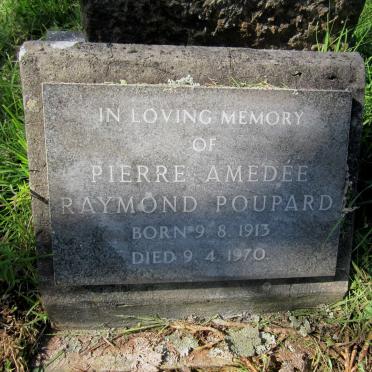 IN LOVING MEMORY
OF
PIERRE AMEDÉE
RAYMOND POUPARD
BORN 9.8.1913
DIED 9.4.1970.